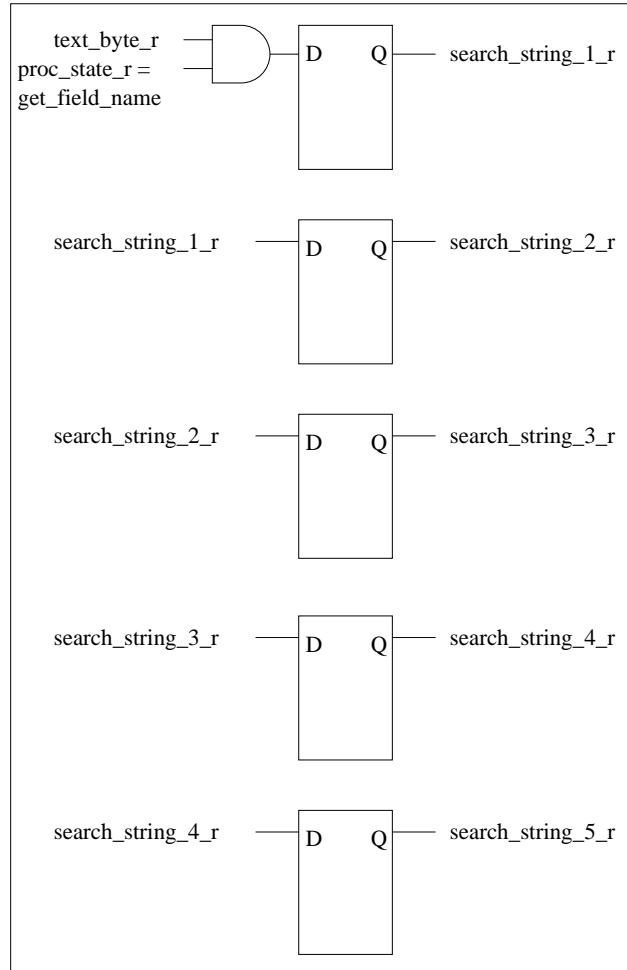 text_byte_r
proc_state_r =
get_field_name
D Q
search_string_1_r
search_string_1_r
D Q
search_string_2_r
search_string_2_r
D Q
search_string_3_r
search_string_3_r
D Q
search_string_4_r
search_string_4_r
D Q
search_string_5_r